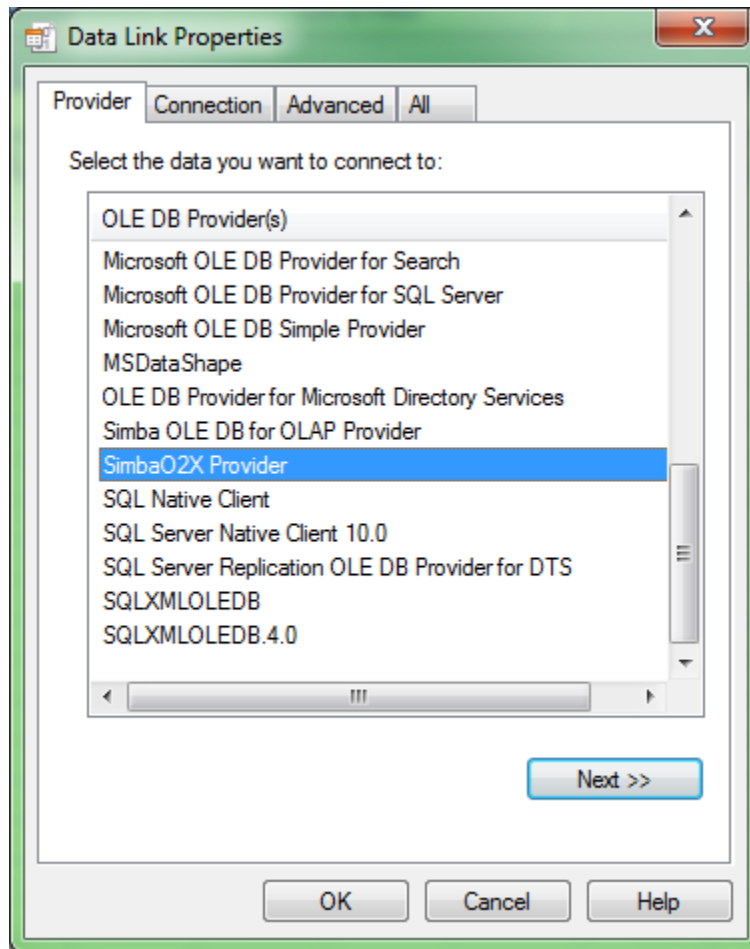 Data Link Properties
Provider
Connection
Advanced
All
Select the data you want to connect to:
OLE DB Provider(s)
Microsoft OLE DB Provider for Search
Microsoft OLE DB Provider for SQL Server
Microsoft OLE DB Simple Provider
MSDataShape
OLE DB Provider for Microsoft Directory Services
Simba OLE DB for OLAP Provider
SimbaO2X Provider
SQL Native Client
SQL Server Native Client 10.0
SQL Server Replication OLE DB Provider for DTS
SQLXMLOLEDB
SQLXMLOLEDB.4.0
Next >>
OK
Cancel
Help